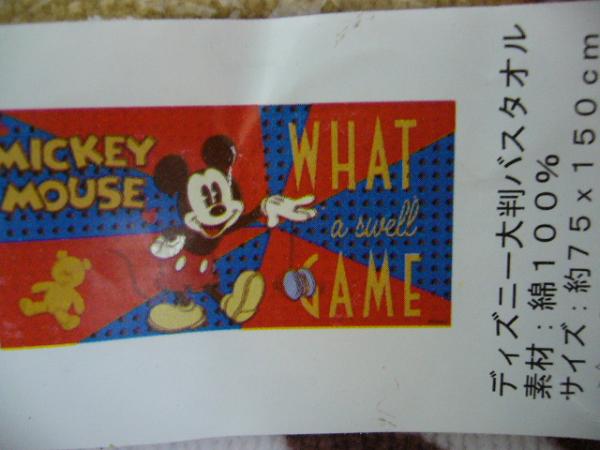 MICKEY
MOUSE
WHAT
a swell
GAME
ディズニー大判バスタオル
素材：綿100％
サイズ：約75x150cm